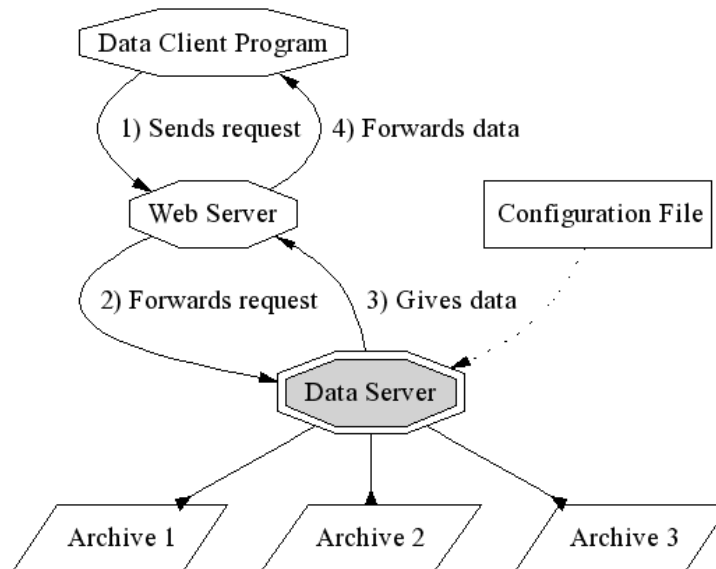 Data Client Program
1) Sends request
4) Forwards data
Web Server
Configuration File
2) Forwards request
3) Gives data
Data Server
Archive 1
Archive 2
Archive 3